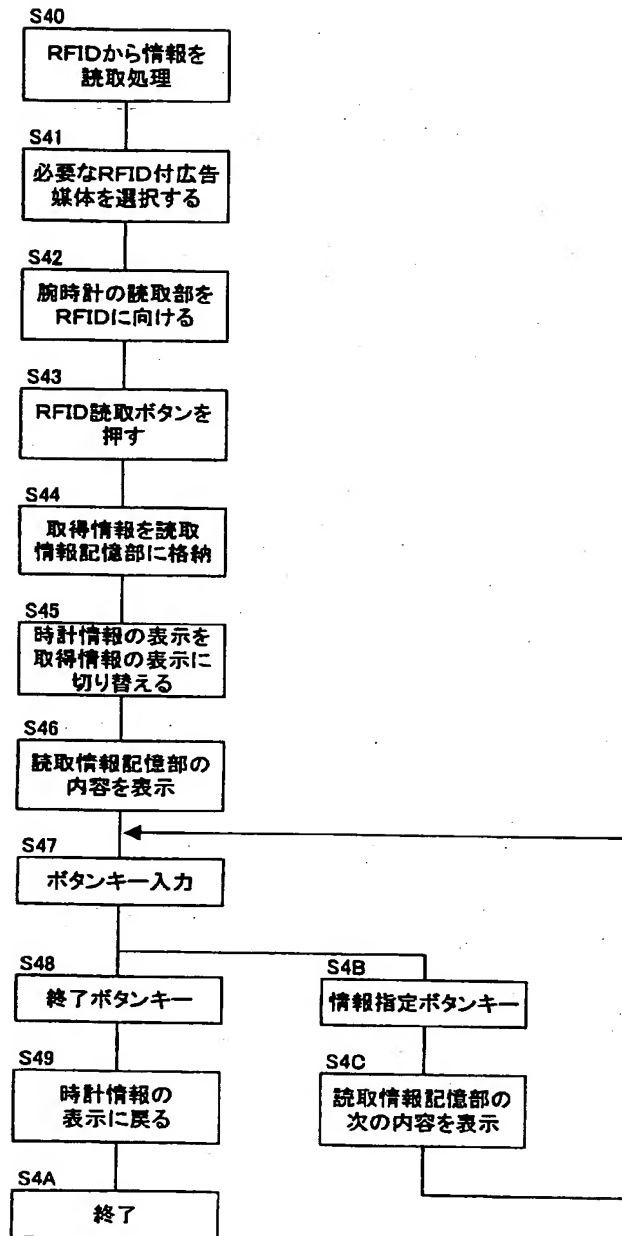 S40
RFIDから情報を
読取処理
S41
必要なRFID付広告
媒体を選択する
S42
腕時計の読取部を
RFIDに向ける
S43
RFID読取ボタンを
押す
S44
取得情報を読取
情報記憶部に格納
S45
時計情報の表示を
取得情報の表示に
切り替える
S46
読取情報記憶部の
内容を表示
S47
ボタンキー入力
S48
終了ボタンキー
S49
時計情報の
表示に戻る
S4A
終了
S4B
情報指定ボタンキー
S4C
読取情報記憶部の
次の内容を表示